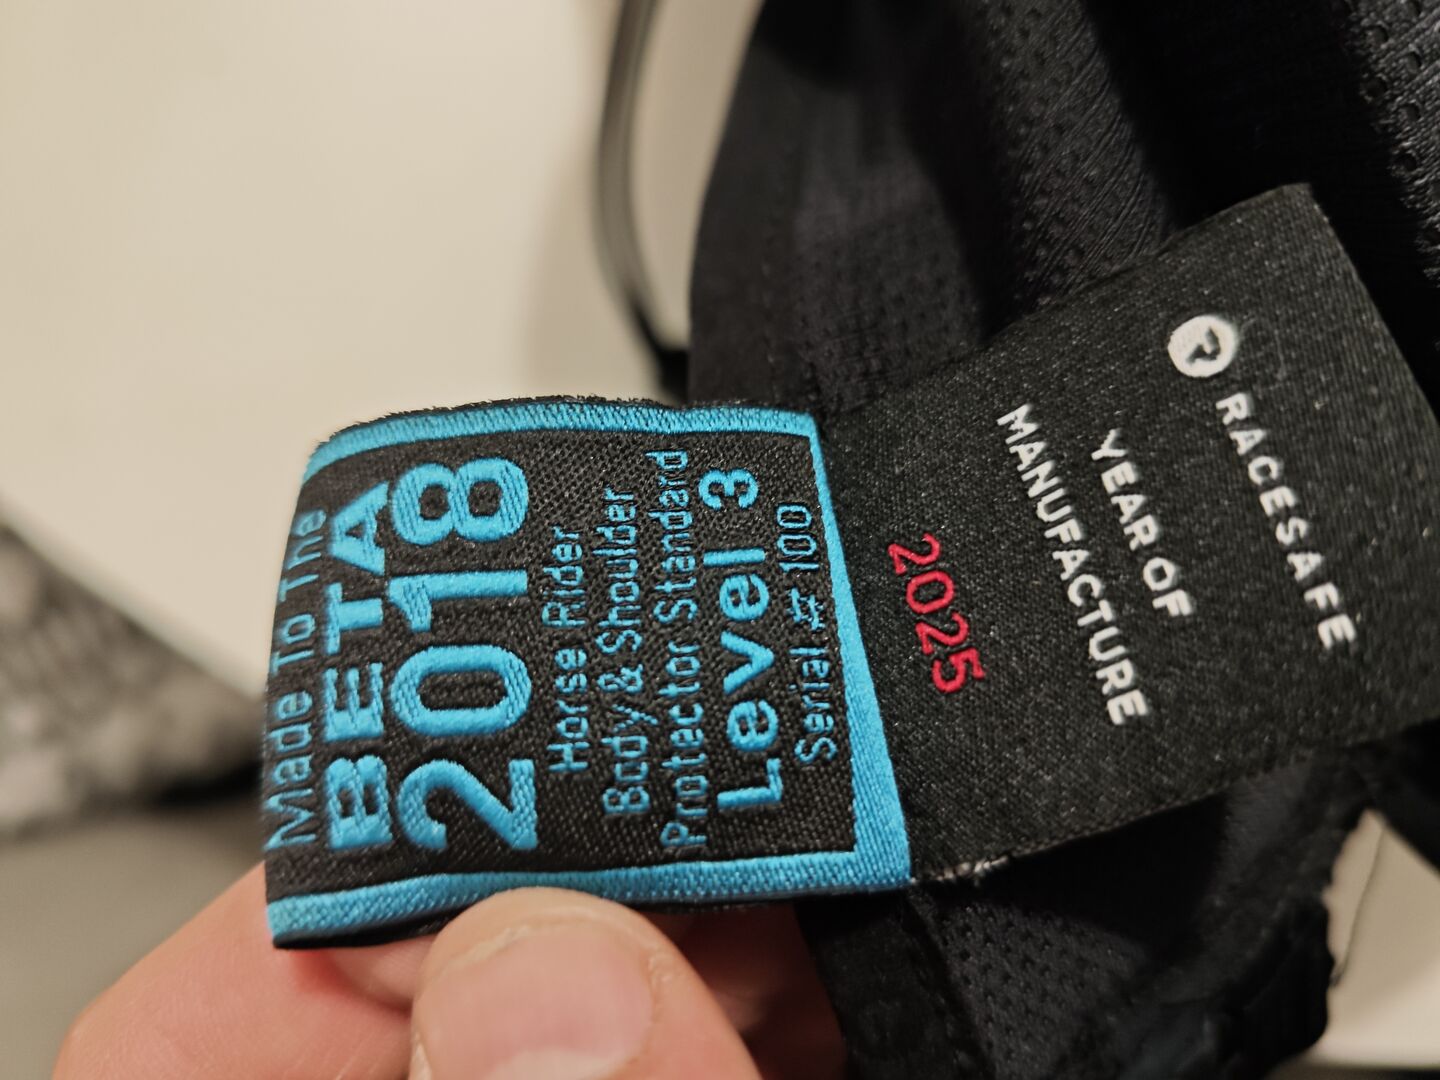 Made To The
BETA
2018
Horse Rider
Body & Shoulder
Protector Standard
Level 3
Serial # 100
RACESAFE
YEAR OF
MANUFACTURE
2025